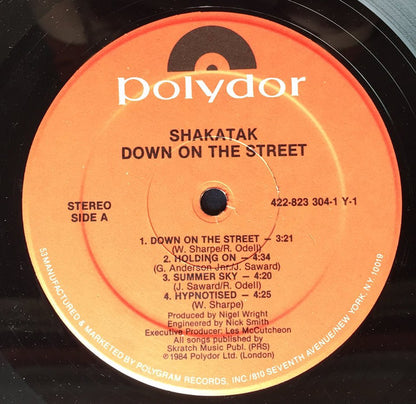 polydor
SHAKATAK
DOWN ON THE STREET
STEREO
SIDE A
422-823 304-1 Y-1
1. DOWN ON THE STREET — 3:21
(W. Sharpe/R. Odell)
2. HOLDING ON — 4:34
(G. Anderson Jnr./J. Saward)
3. SUMMER SKY — 4:20
(J. Saward/R. Odell)
4. HYPNOTISED — 4:25
(W. Sharpe)
Produced by Nigel Wright
Engineered by Nick Smith
Executive Producer: Les McCutcheon
All songs published by
Skratch Music Publ. (PRS)
℗ 1984 Polydor Ltd. (London)
53 MANUFACTURED & MARKETED BY POLYGRAM RECORDS, INC./810 SEVENTH AVENUE/NEW YORK, N.Y. 10019